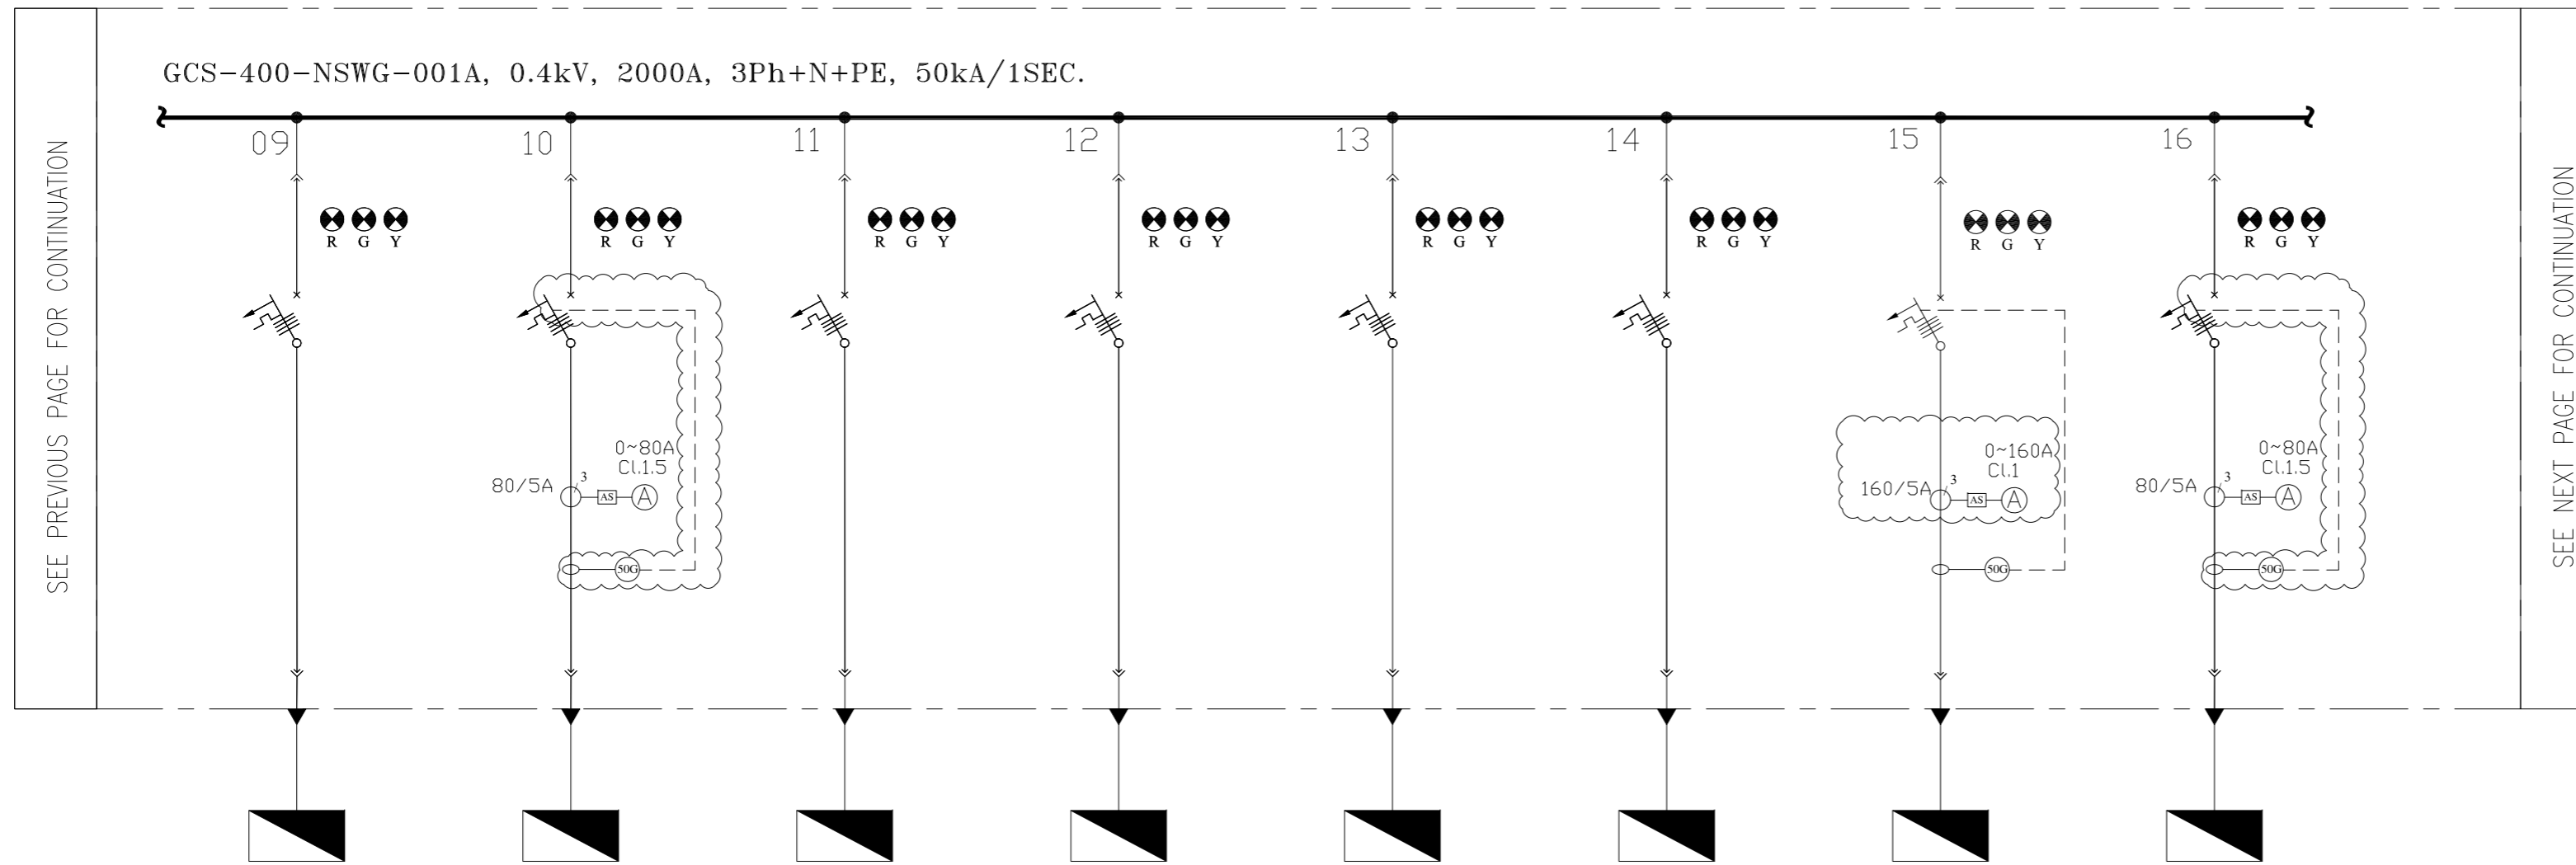 GCS-400-NSWG-001A, 0.4kV, 2000A, 3Ph+N+PE, 50kA/1SEC.
SEE PREVIOUS PAGE FOR CONTINUATION
09
R G Y
10
R G Y
0~80A
Cl.1.5
80/5A
3
AS
A
50G
11
R G Y
12
R G Y
13
R G Y
14
R G Y
15
R G Y
0~160A
Cl.1
160/5A
3
AS
A
50G
16
R G Y
0~80A
Cl.1.5
80/5A
3
AS
A
50G
SEE NEXT PAGE FOR CONTINUATION